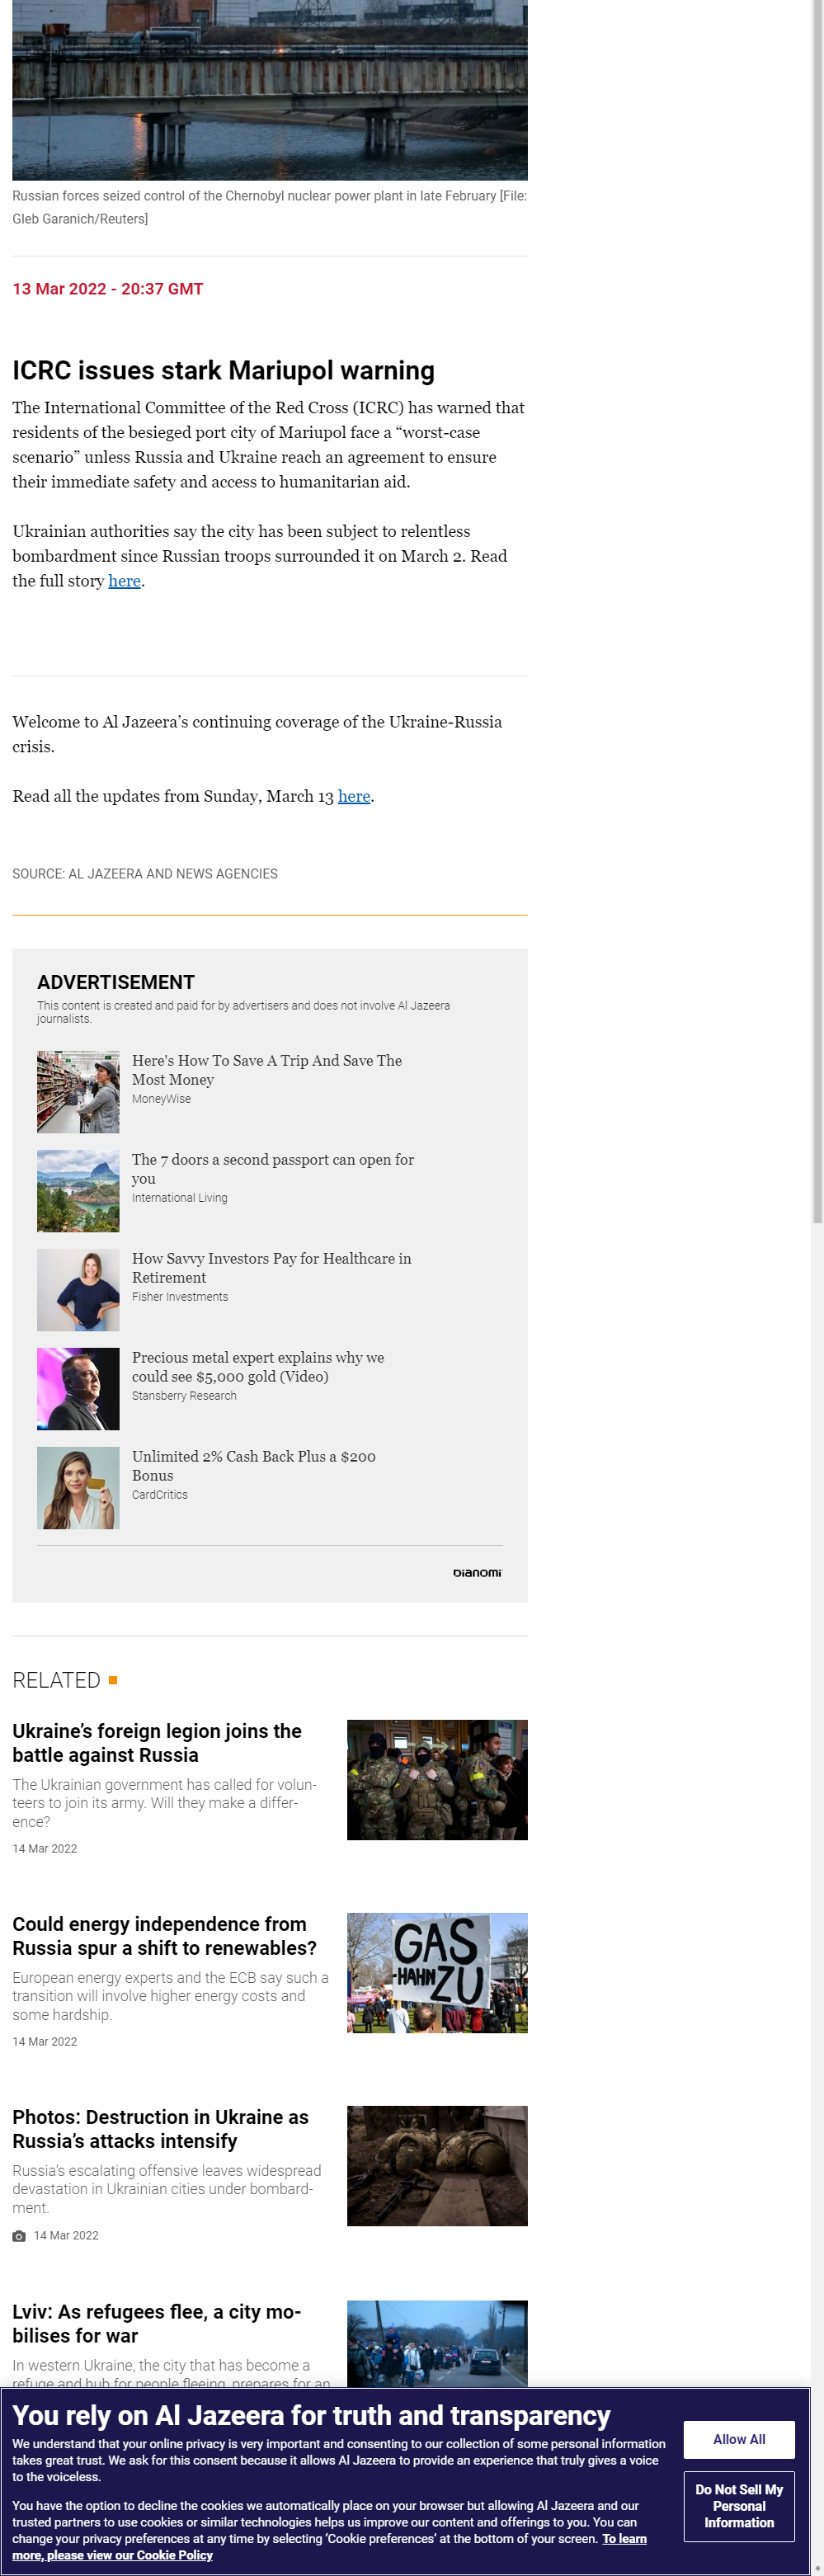 Russian forces seized control of the Chernobyl nuclear power plant in late February [File:
Gleb Garanich/Reuters]
13 Mar 2022 - 20:37 GMT
ICRC issues stark Mariupol warning
The International Committee of the Red Cross (ICRC) has warned that
residents of the besieged port city of Mariupol face a “worst-case
scenario” unless Russia and Ukraine reach an agreement to ensure
their immediate safety and access to humanitarian aid.
Ukrainian authorities say the city has been subject to relentless
bombardment since Russian troops surrounded it on March 2. Read
the full story here.
Welcome to Al Jazeera’s continuing coverage of the Ukraine-Russia
crisis.
Read all the updates from Sunday, March 13 here.
SOURCE: AL JAZEERA AND NEWS AGENCIES
ADVERTISEMENT
This content is created and paid for by advertisers and does not involve Al Jazeera
journalists.
Here's How To Save A Trip And Save The
Most Money
MoneyWise
The 7 doors a second passport can open for
you
International Living
How Savvy Investors Pay for Healthcare in
Retirement
Fisher Investments
Precious metal expert explains why we
could see $5,000 gold (Video)
Stansberry Research
Unlimited 2% Cash Back Plus a $200
Bonus
CardCritics
Dianomi
RELATED
Ukraine’s foreign legion joins the
battle against Russia
The Ukrainian government has called for volun-
teers to join its army. Will they make a differ-
ence?
14 Mar 2022
Could energy independence from
Russia spur a shift to renewables?
European energy experts and the ECB say such a
transition will involve higher energy costs and
some hardship.
14 Mar 2022
GAS
-HAHN
ZU
Photos: Destruction in Ukraine as
Russia’s attacks intensify
Russia’s escalating offensive leaves widespread
devastation in Ukrainian cities under bombard-
ment.
14 Mar 2022
Lviv: As refugees flee, a city mo-
bilises for war
In western Ukraine, the city that has become a
refuge and hub for people fleeing, prepares for an
You rely on Al Jazeera for truth and transparency
We understand that your online privacy is very important and consenting to our collection of some personal information
takes great trust. We ask for this consent because it allows Al Jazeera to provide an experience that truly gives a voice
to the voiceless.
You have the option to decline the cookies we automatically place on your browser but allowing Al Jazeera and our
trusted partners to use cookies or similar technologies helps us improve our content and offerings to you. You can
change your privacy preferences at any time by selecting ‘Cookie preferences’ at the bottom of your screen. To learn
more, please view our Cookie Policy
Allow All
Do Not Sell My
Personal
Information